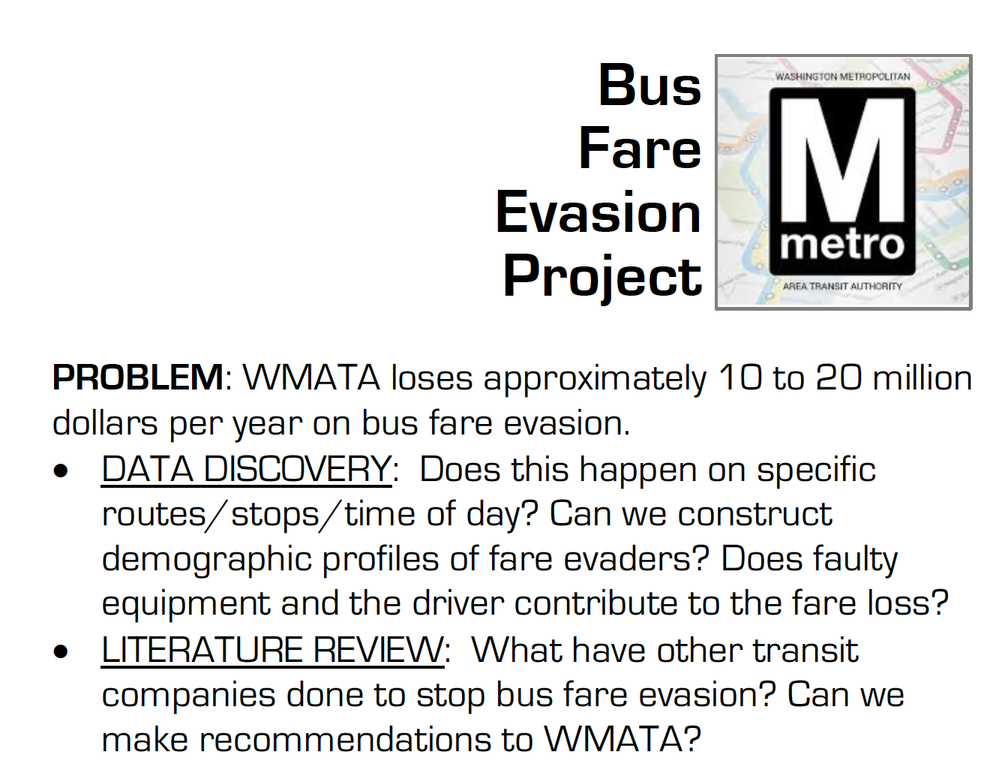 Bus
Fare
Evasion
Project
WASHINGTON METROPOLITAN
M
metro
AREA TRANSIT AUTHORITY
PROBLEM: WMATA loses approximately 10 to 20 million
dollars per year on bus fare evasion.
• DATA DISCOVERY:  Does this happen on specific
routes/stops/time of day? Can we construct
demographic profiles of fare evaders? Does faulty
equipment and the driver contribute to the fare loss?
• LITERATURE REVIEW:  What have other transit
companies done to stop bus fare evasion? Can we
make recommendations to WMATA?